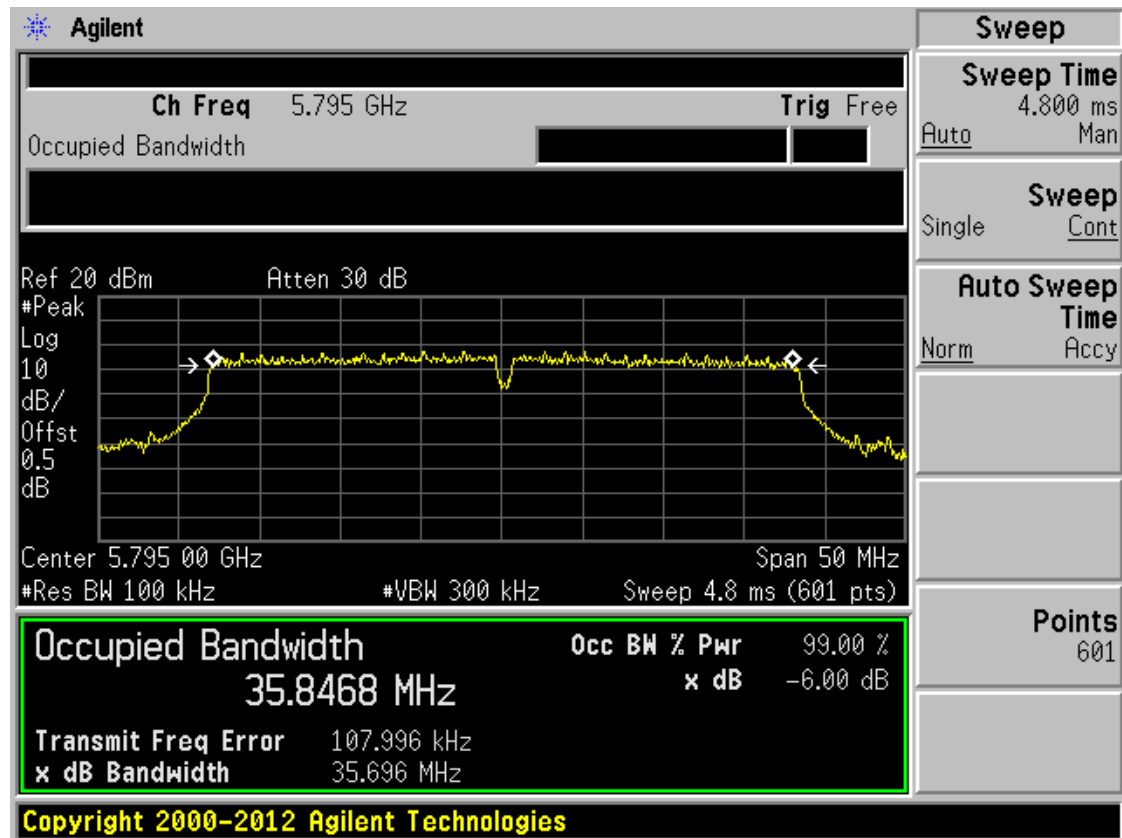 Agilent
Ch Freq 5.795 GHz Trig Free
Occupied Bandwidth
Ref 20 dBm Atten 30 dB
#Peak
Log
10
dB/
Offst
0.5
dB
Center 5.795 00 GHz Span 50 MHz
#Res BW 100 kHz #VBW 300 kHz Sweep 4.8 ms (601 pts)
Occupied Bandwidth
35.8468 MHz
Occ BW % Pwr 99.00 %
x dB -6.00 dB
Transmit Freq Error 107.996 kHz
x dB Bandwidth 35.696 MHz
Copyright 2000-2012 Agilent Technologies
Sweep
Sweep Time
4.800 ms
Auto Man
Sweep
Single Cont
Auto Sweep
Time
Norm Accy
Points
601